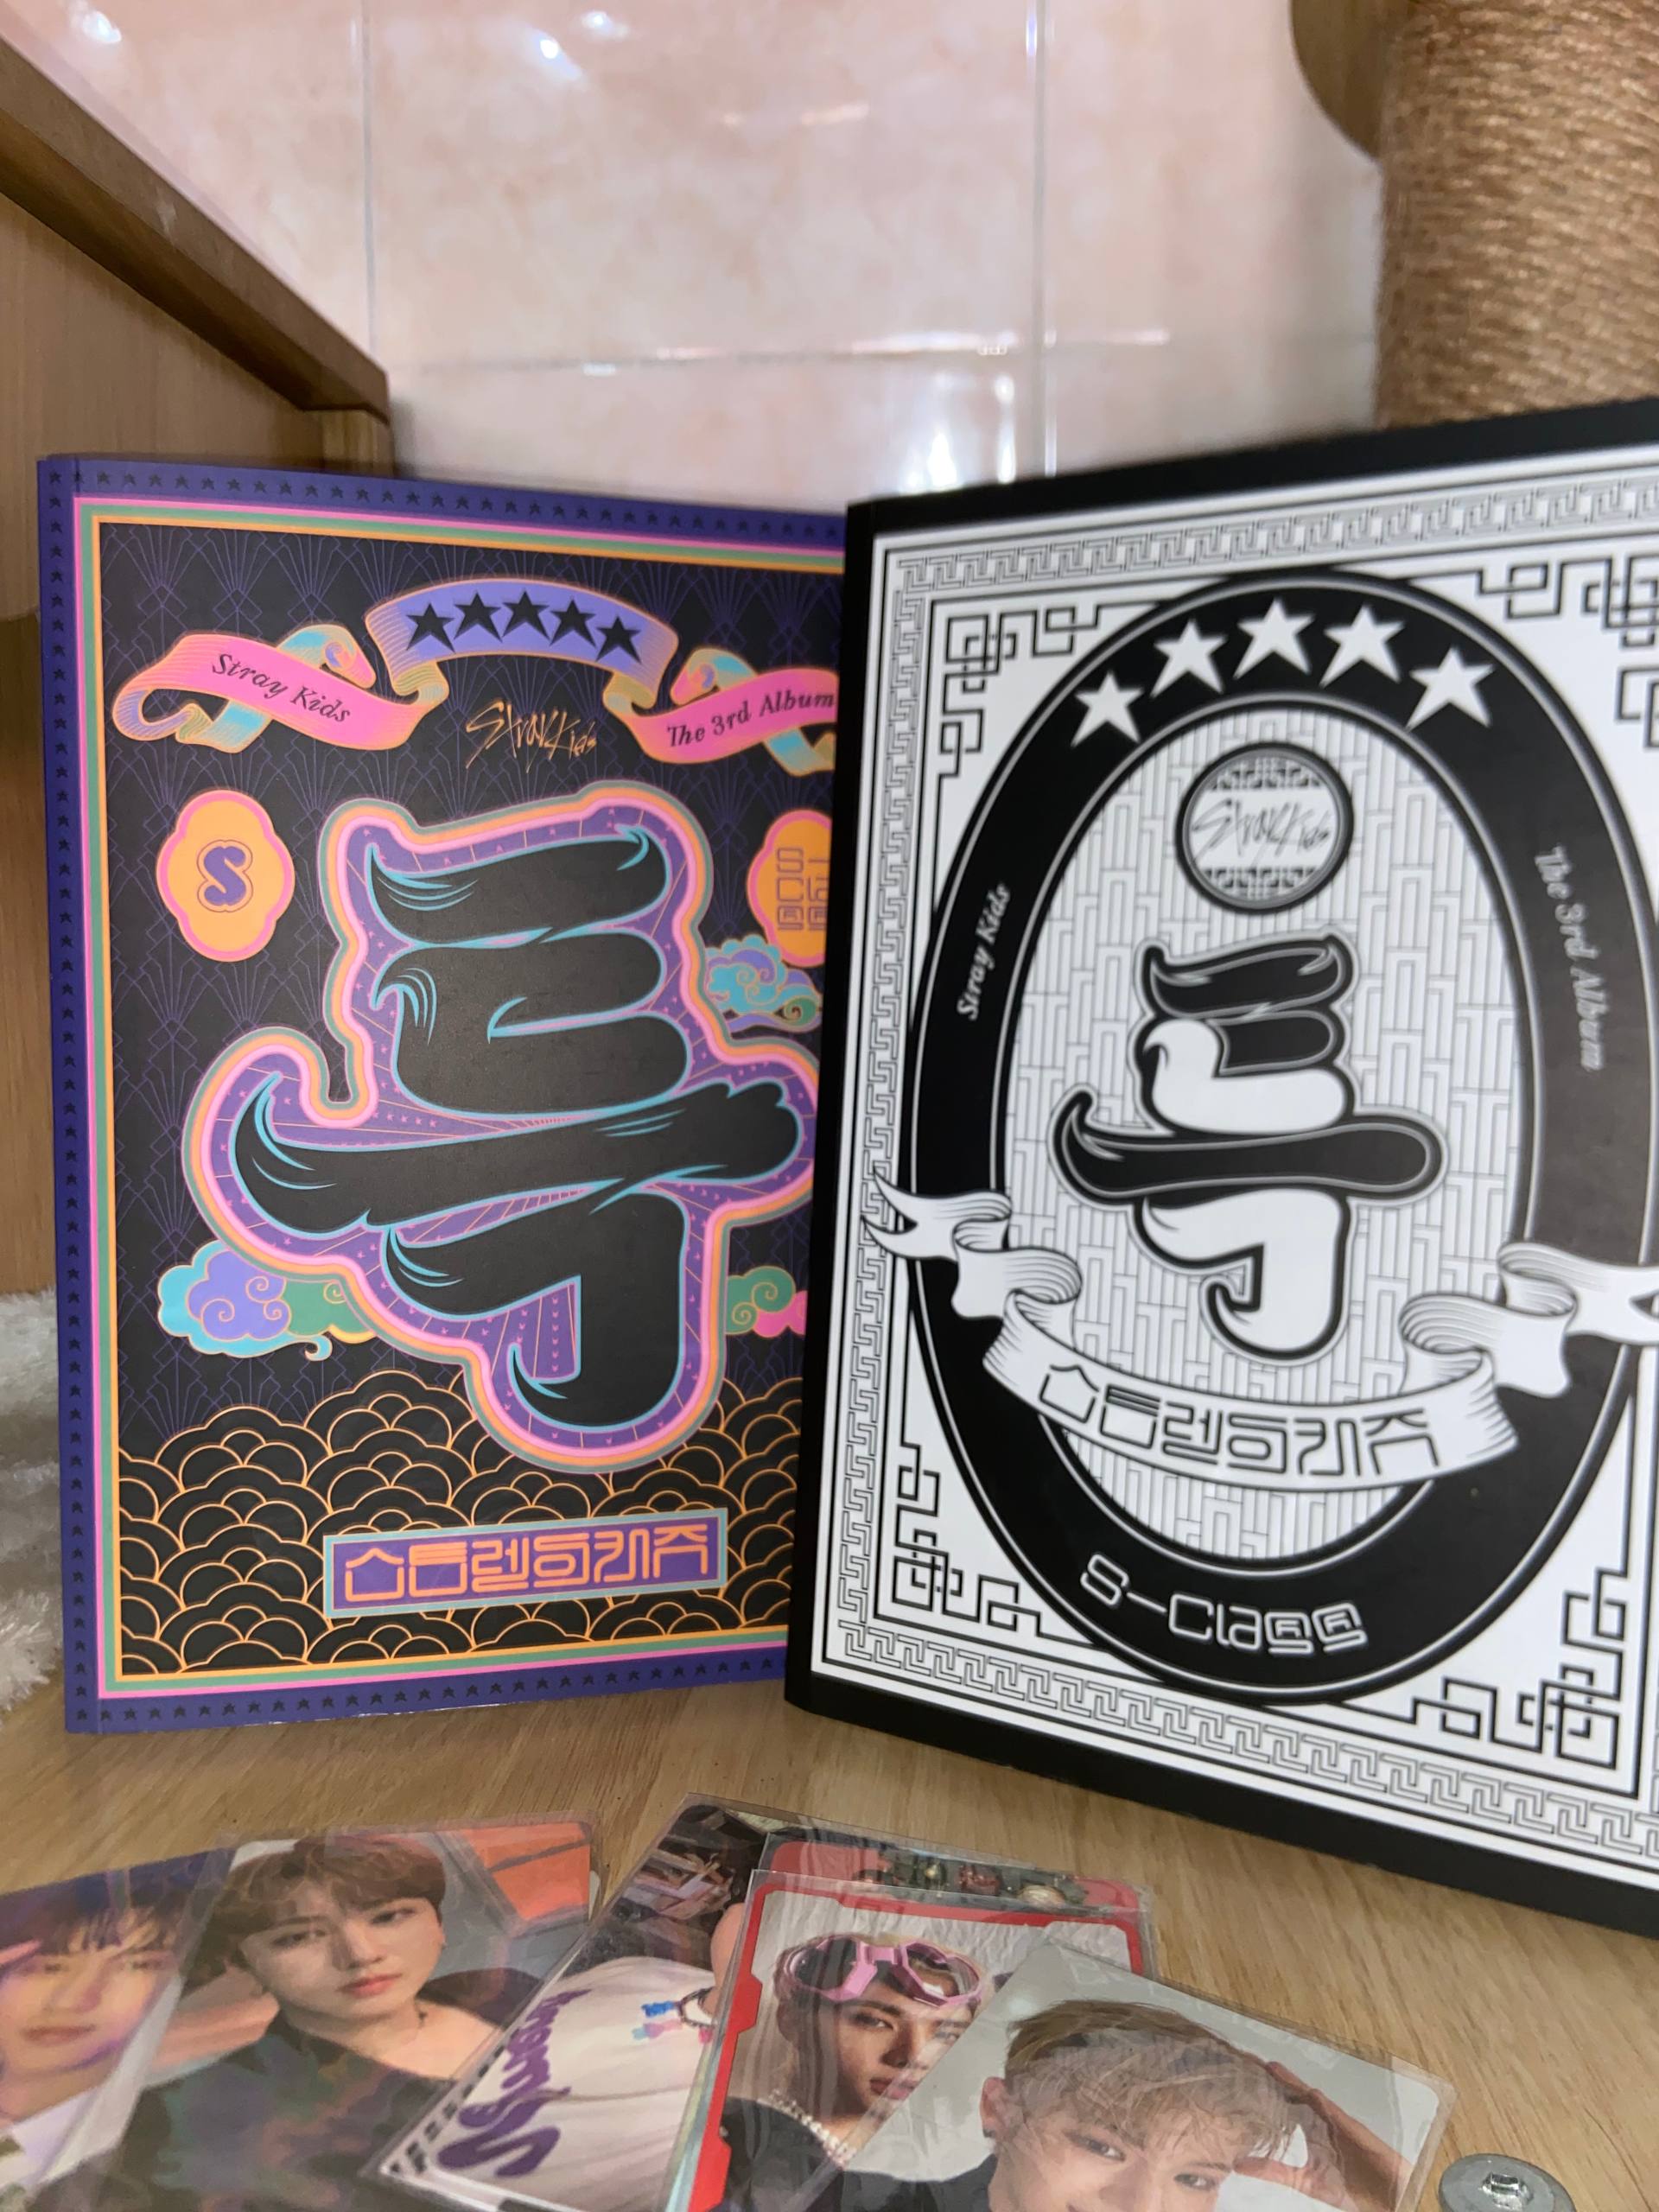 ★★★★★
Stray Kids
The 3rd Album
Stray Kids
S
특
스트레이키즈
★★★★★
Stray Kids
Stray Kids
The 3rd Album
특
스트레이키즈
S-Class